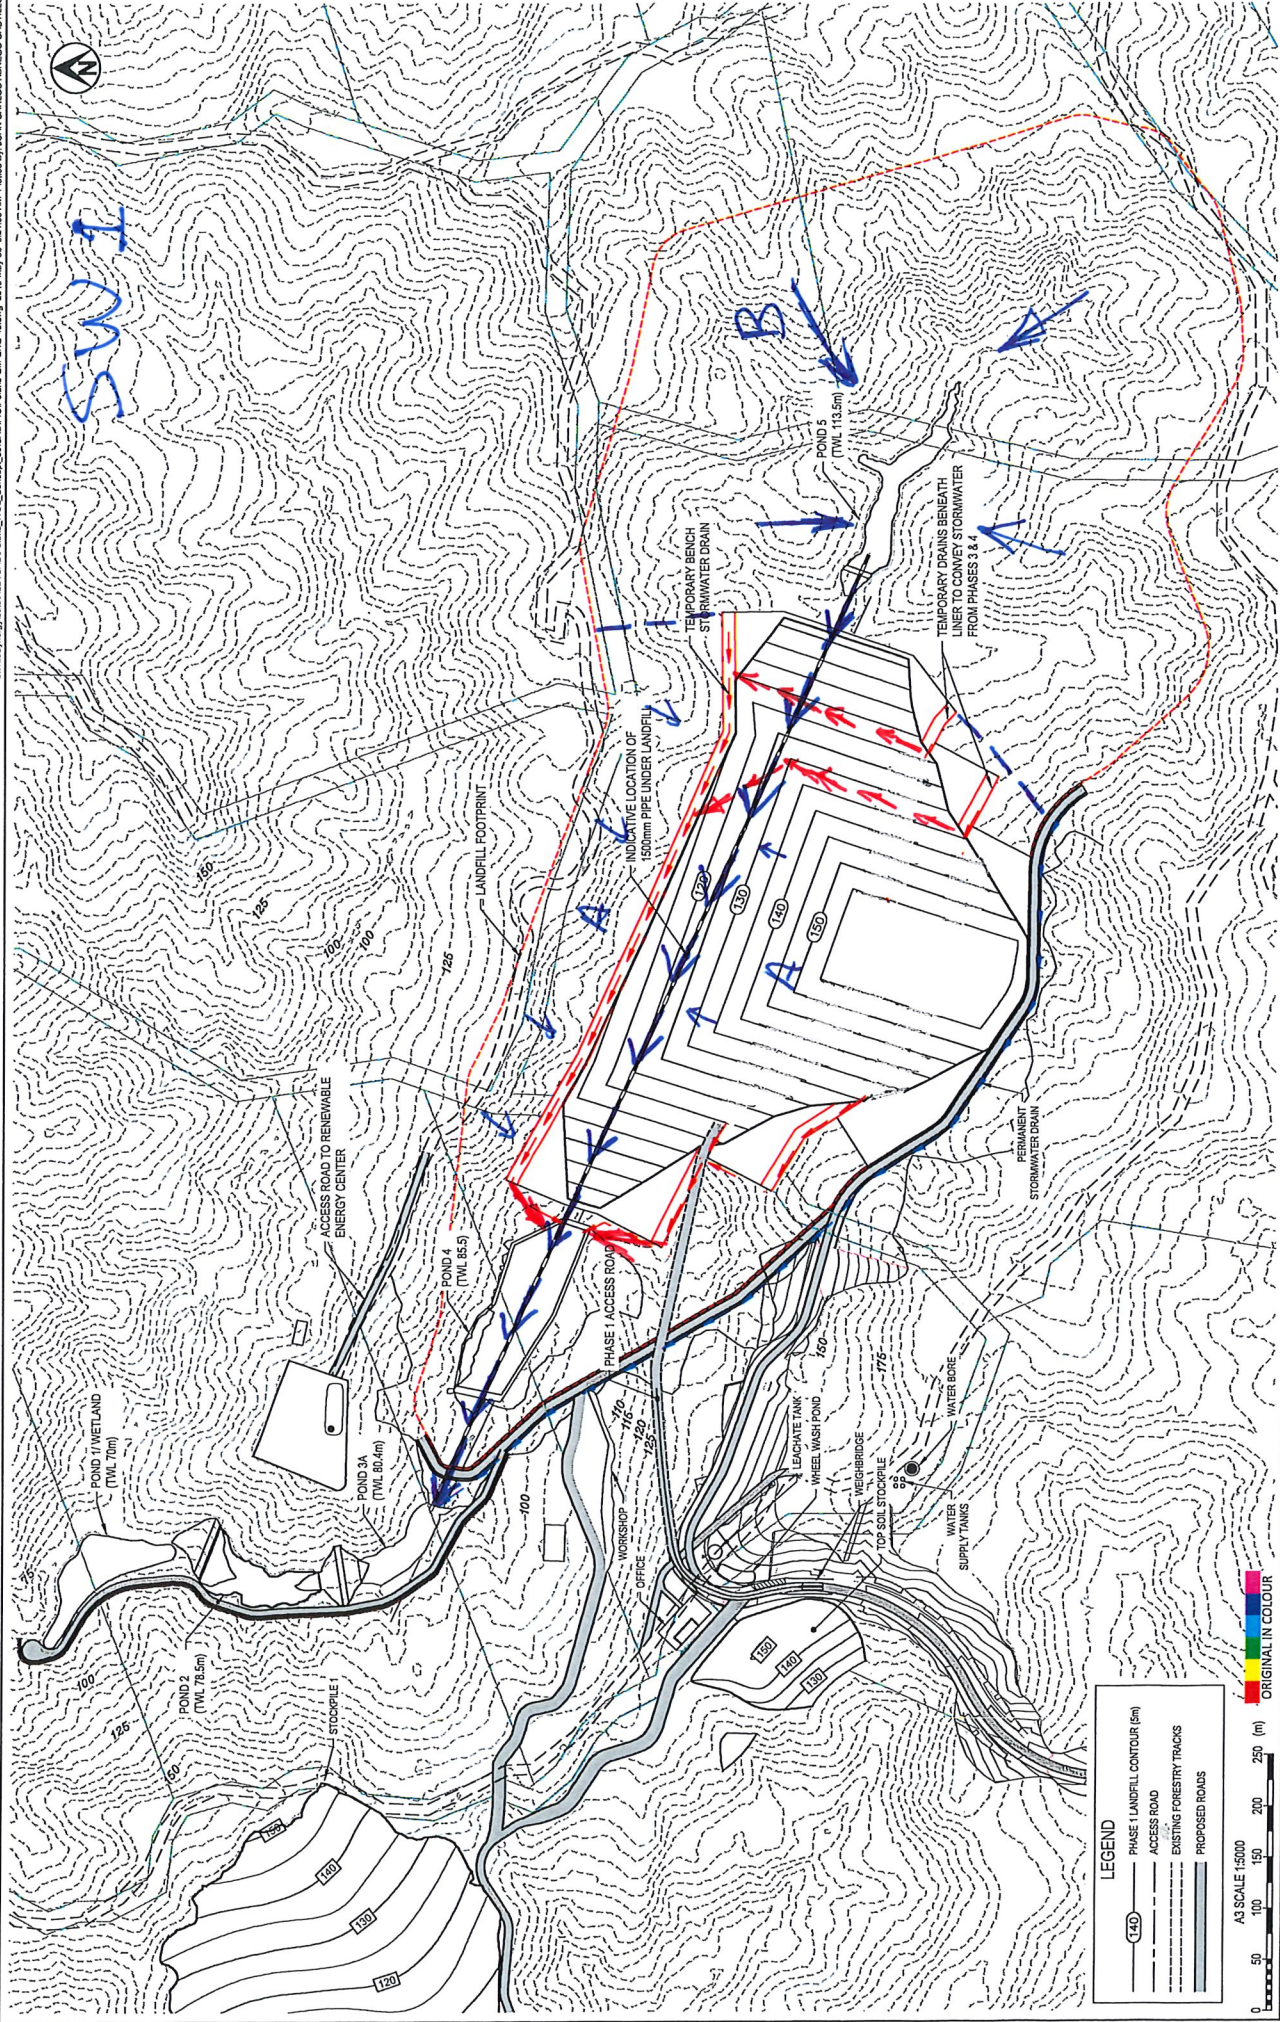 N
SW 1
B
POND 5
(TWL 113.5m)
TEMPORARY BENCH
STORMWATER DRAIN
TEMPORARY DRAINS BENEATH
LINER TO CONVEY STORMWATER
FROM PHASES 3 & 4
INDICATIVE LOCATION OF
1500mm PIPE UNDER LANDFILL
LANDFILL FOOTPRINT
A
A
120
130
140
150
150
125
100
100
125
ACCESS ROAD TO RENEWABLE
ENERGY CENTER
POND 4
(TWL 85.5)
PHASE 1 ACCESS ROAD
PERMANENT
STORMWATER DRAIN
POND 1 / WETLAND
(TWL 70m)
POND 3A
(TWL 80.4m)
POND 2
(TWL 78.5m)
STOCKPILE 1
75
100
125
150
100
110
115
120
125
150
175
WORKSHOP
OFFICE
LEACHATE TANK
WHEEL WASH POND
WEIGHBRIDGE
TOP SOIL STOCKPILE
WATER
SUPPLY TANKS
WATER BORE
150
140
130
150
140
130
120
LEGEND
140 PHASE 1 LANDFILL CONTOUR (5m)
ACCESS ROAD
EXISTING FORESTRY TRACKS
PROPOSED ROADS
A3 SCALE 1:5000
0 50 100 150 200 250 (m)
ORIGINAL IN COLOUR